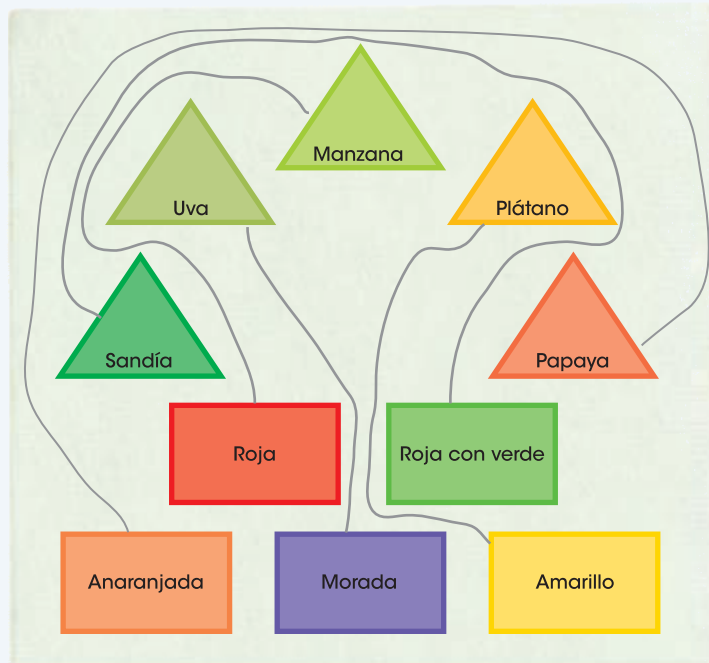 Manzana
Uva
Plátano
Sandía
Papaya
Roja
Roja con verde
Anaranjada
Morada
Amarillo